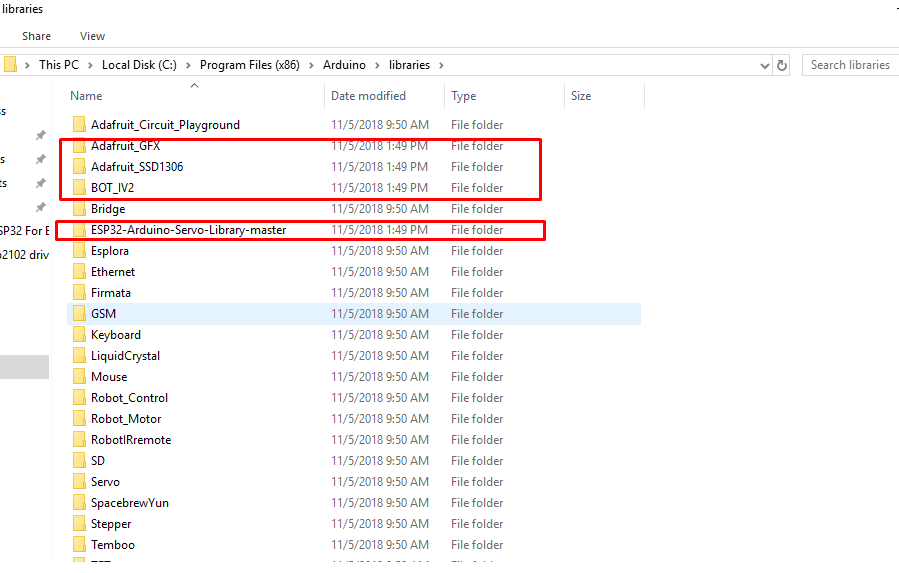 libraries
Share View
This PC > Local Disk (C:) > Program Files (x86) > Arduino > libraries >
Search libraries
Name Date modified Type Size
Adafruit_Circuit_Playground 11/5/2018 9:50 AM File folder
Adafruit_GFX 11/5/2018 1:49 PM File folder
Adafruit_SSD1306 11/5/2018 1:49 PM File folder
BOT_IV2 11/5/2018 1:49 PM File folder
Bridge 11/5/2018 9:50 AM File folder
ESP32-Arduino-Servo-Library-master 11/5/2018 1:49 PM File folder
Esplora 11/5/2018 9:50 AM File folder
Ethernet 11/5/2018 9:50 AM File folder
Firmata 11/5/2018 9:50 AM File folder
GSM 11/5/2018 9:50 AM File folder
Keyboard 11/5/2018 9:50 AM File folder
LiquidCrystal 11/5/2018 9:50 AM File folder
Mouse 11/5/2018 9:50 AM File folder
Robot_Control 11/5/2018 9:50 AM File folder
Robot_Motor 11/5/2018 9:50 AM File folder
RobotIRremote 11/5/2018 9:50 AM File folder
SD 11/5/2018 9:50 AM File folder
Servo 11/5/2018 9:50 AM File folder
SpacebrewYun 11/5/2018 9:50 AM File folder
Stepper 11/5/2018 9:50 AM File folder
Temboo 11/5/2018 9:50 AM File folder